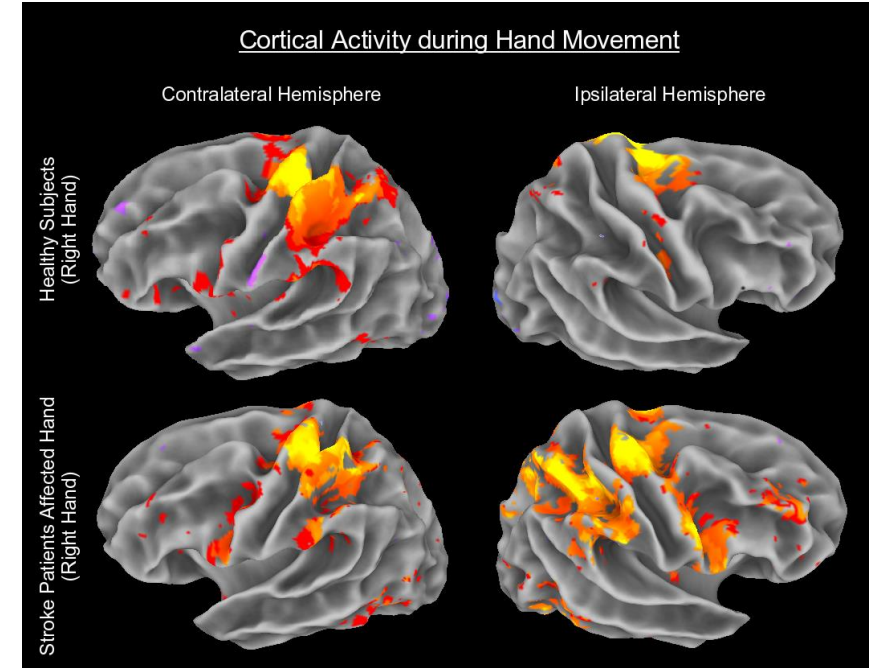 Cortical Activity during Hand Movement
Contralateral Hemisphere
Ipsilateral Hemisphere
Healthy Subjects
(Right Hand)
Stroke Patients Affected Hand
(Right Hand)